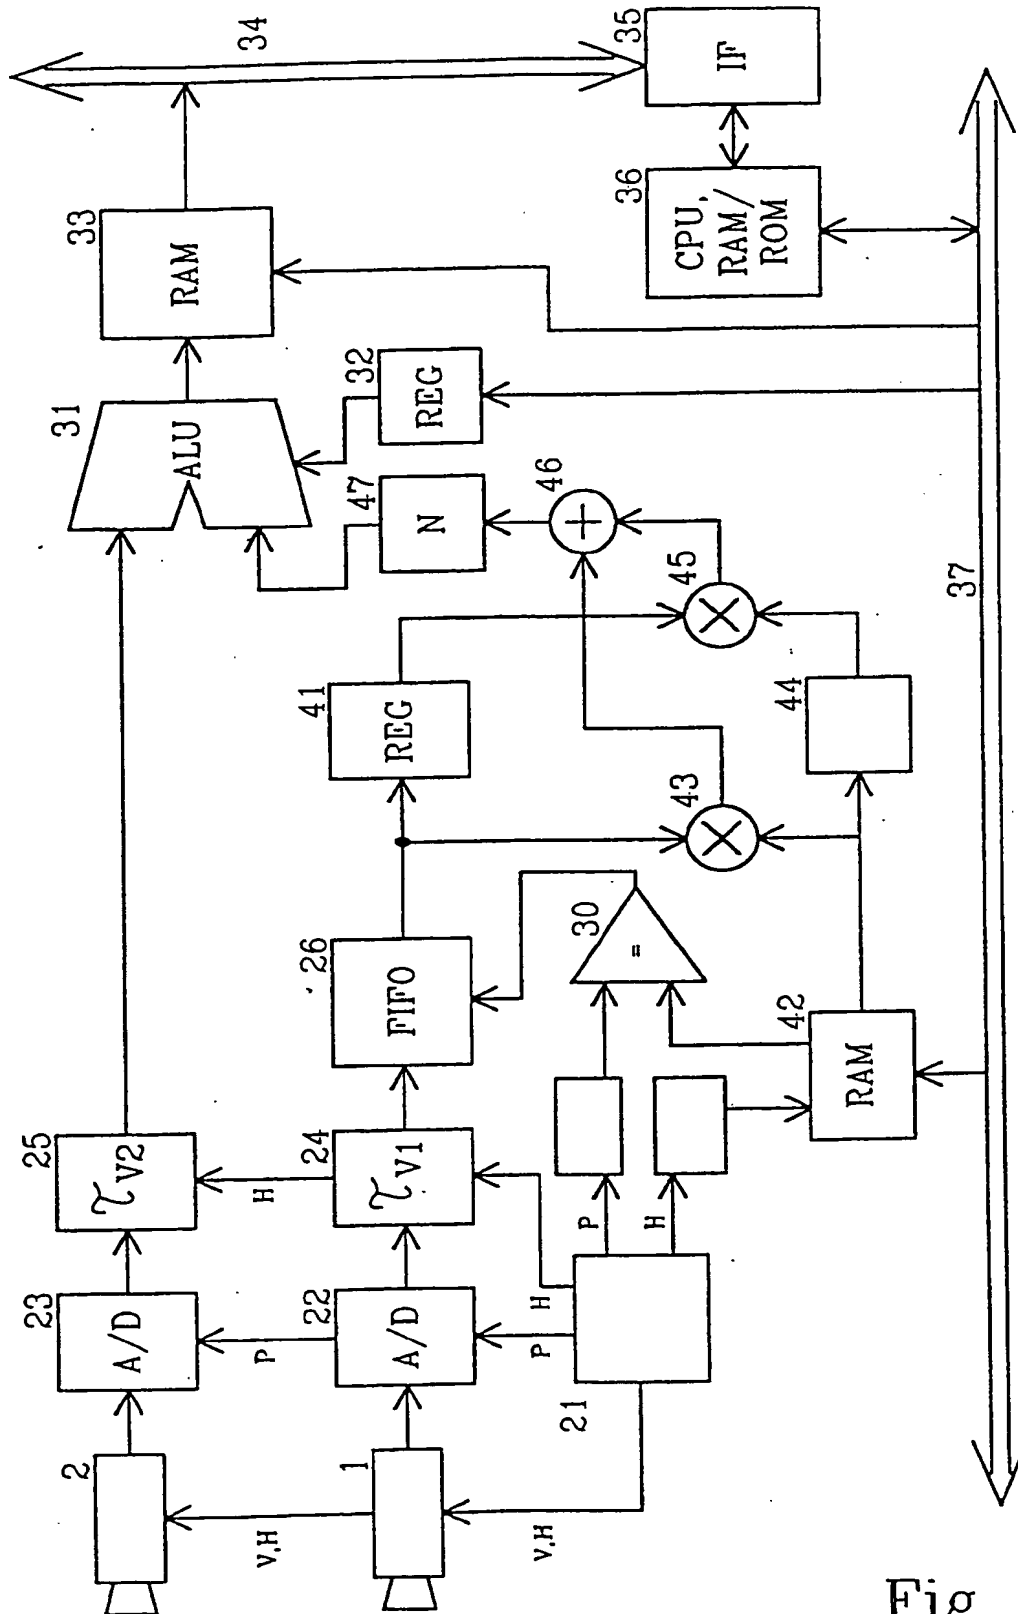 34
35
IF
33
RAM
36
CPU,
RAM/
ROM
31
ALU
32
REG
47
N
46
45
37
41
REG
43
44
26
FIFO
30
=
42
RAM
25
τV2
24
τV1
H
H
P
H
23
A/D
22
A/D
P
P
21
2
1
V,H
V,H
Fig